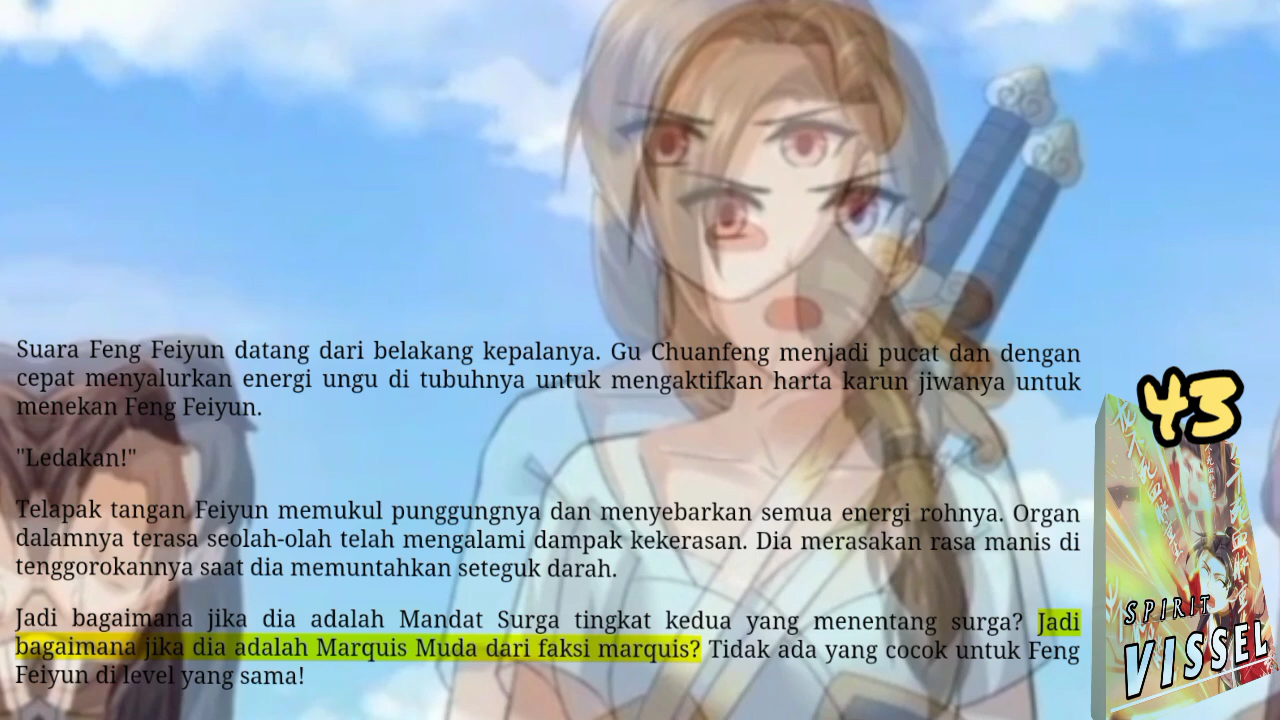 Suara Feng Feiyun datang dari belakang kepalanya. Gu Chuanfeng menjadi pucat dan dengan
cepat menyalurkan energi ungu di tubuhnya untuk mengaktifkan harta karun jiwanya untuk
menekan Feng Feiyun.
"Ledakan!"
Telapak tangan Feiyun memukul punggungnya dan menyebarkan semua energi rohnya. Organ
dalamnya terasa seolah-olah telah mengalami dampak kekerasan. Dia merasakan rasa manis di
tenggorokannya saat dia memuntahkan seteguk darah.
Jadi bagaimana jika dia adalah Mandat Surga tingkat kedua yang menentang surga? Jadi
bagaimana jika dia adalah Marquis Muda dari faksi marquis? Tidak ada yang cocok untuk Feng
Feiyun di level yang sama!
43
SPIRIT
VISSEL